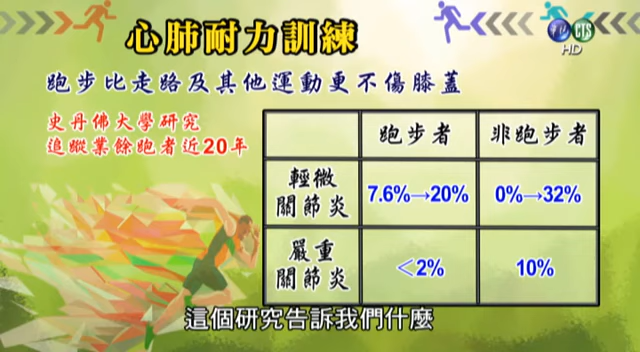 心肺耐力訓練
華視
CTS
HD
跑步比走路及其他運動更不傷膝蓋
史丹佛大學研究
追蹤業餘跑者近20年
跑步者 非跑步者
輕微
關節炎 7.6%→20% 0%→32%
嚴重
關節炎 <2% 10%
這個研究告訴我們什麼